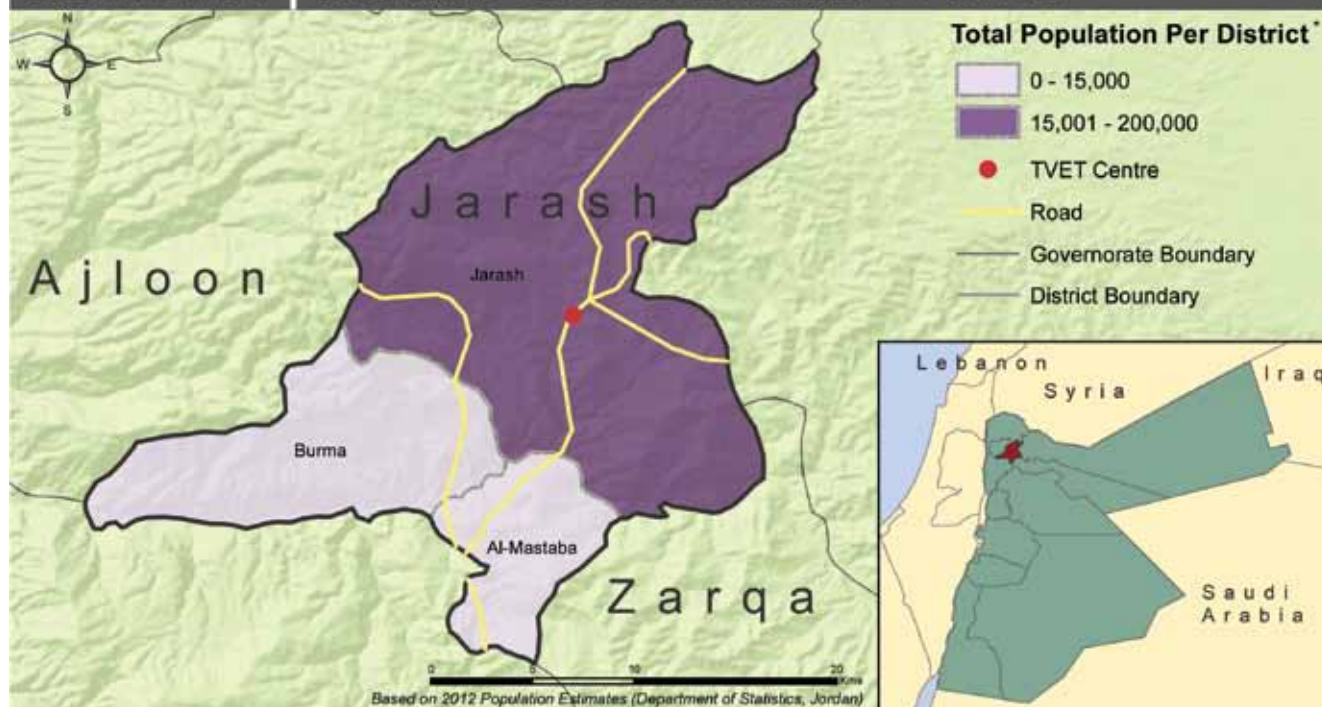 N
W E
S
Total Population Per District*
0 - 15,000
15,001 - 200,000
TVET Centre
Road
Governorate Boundary
District Boundary
Jarash
Jarash
Ajloon
Burma
Al-Mastaba
Zarqa
0 5 10 20
Kms
Based on 2012 Population Estimates (Department of Statistics, Jordan)
Lebanon
Syria
Iraq
Saudi
Arabia